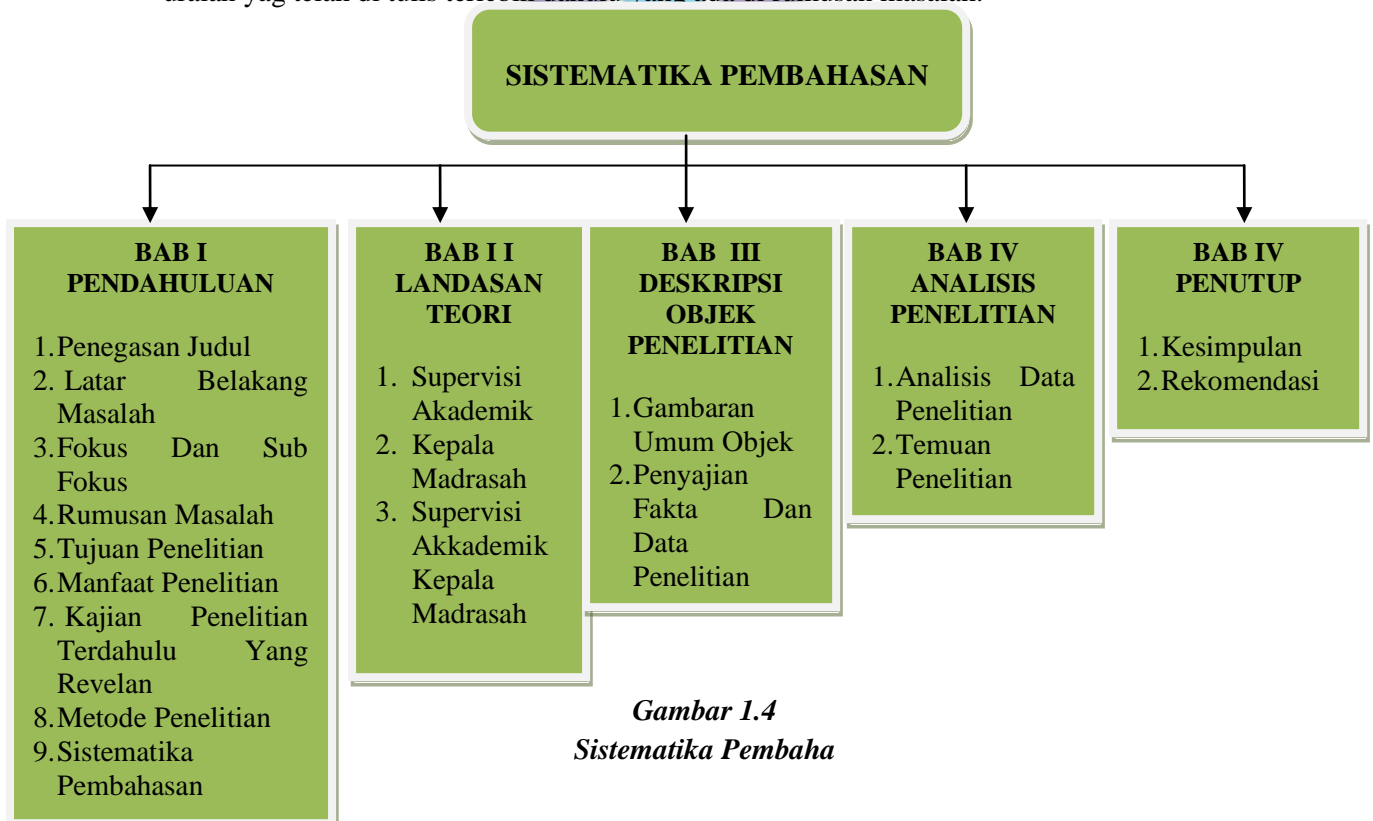 SISTEMATIKA PEMBAHASAN
BAB I
PENDAHULUAN
1.Penegasan Judul
2. Latar Belakang
Masalah
3.Fokus Dan Sub
Fokus
4.Rumusan Masalah
5.Tujuan Penelitian
6.Manfaat Penelitian
7. Kajian Penelitian
Terdahulu Yang
Revelan
8.Metode Penelitian
9.Sistematika
Pembahasan
BAB I I
LANDASAN
TEORI
1. Supervisi
Akademik
2. Kepala
Madrasah
3. Supervisi
Akkademik
Kepala
Madrasah
BAB III
DESKRIPSI
OBJEK
PENELITIAN
1.Gambaran
Umum Objek
2.Penyajian
Fakta Dan
Data
Penelitian
BAB IV
ANALISIS
PENELITIAN
1.Analisis Data
Penelitian
2.Temuan
Penelitian
BAB IV
PENUTUP
1.Kesimpulan
2.Rekomendasi
Gambar 1.4
Sistematika Pembaha